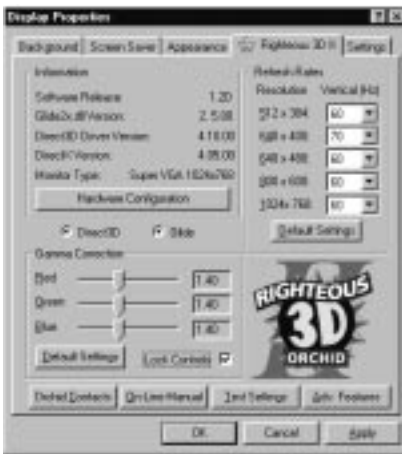 Display Properties
Background Screen Saver Appearance Righteous 3D II Settings
Information
Software Release: 1.20
Glide2x.dll Version: 2.5.00
Direct3D Driver Version: 4.10.00
DirectX Version: 4.05.00
Monitor Type: Super VGA 1024x768
Hardware Configuration
Direct3D Glide
Refresh Rates
Resolution Vertical (Hz)
512 x 384: 60
640 x 400: 70
640 x 480: 60
800 x 600: 60
1024x 768: 60
Default Settings
Gamma Correction
Red 1.40
Green 1.40
Blue 1.40
Default Settings Lock Controls
RIGHTEOUS
3D
ORCHID
Orchid Contacts On-Line Manual Test Settings Adv. Features
OK Cancel Apply